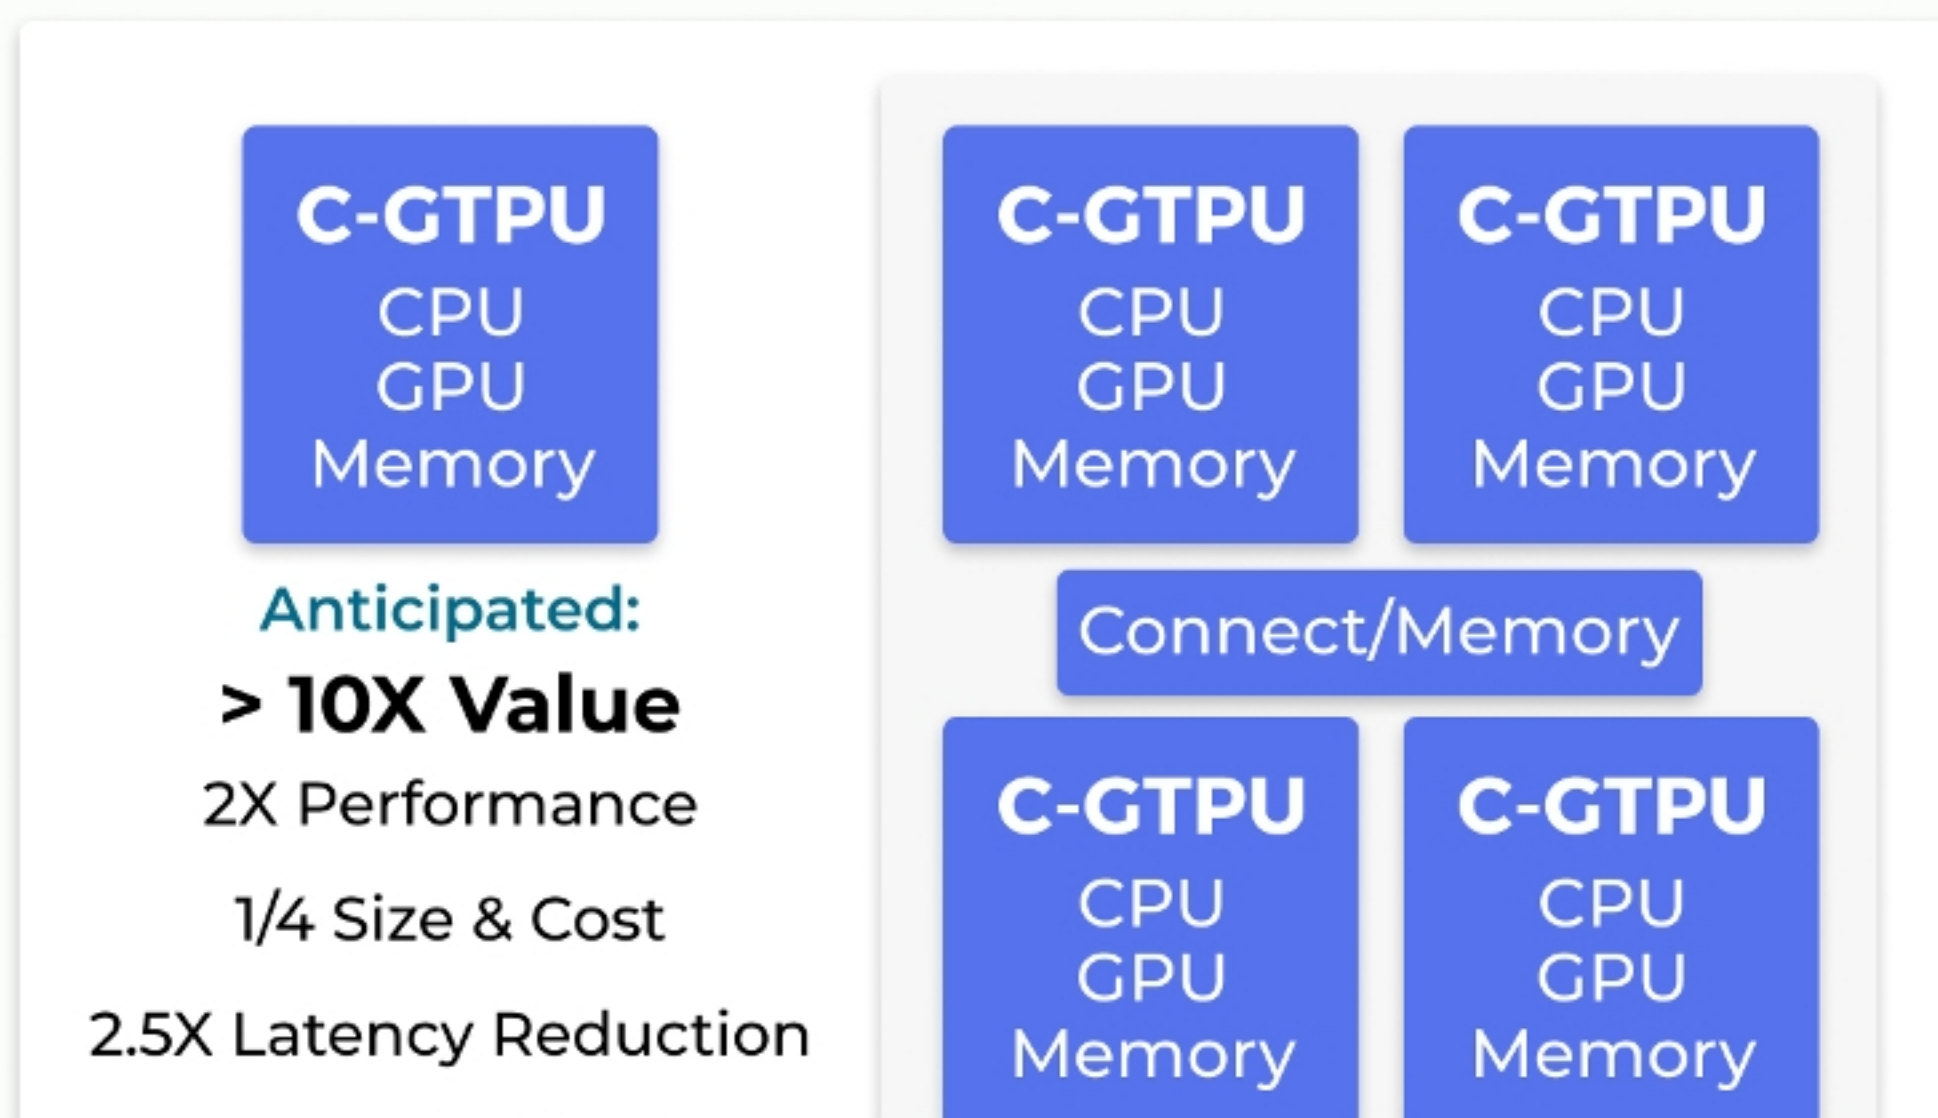 C-GTPU
CPU
GPU
Memory
Anticipated:
> 10X Value
2X Performance
1/4 Size & Cost
2.5X Latency Reduction
C-GTPU
CPU
GPU
Memory
C-GTPU
CPU
GPU
Memory
Connect/Memory
C-GTPU
CPU
GPU
Memory
C-GTPU
CPU
GPU
Memory